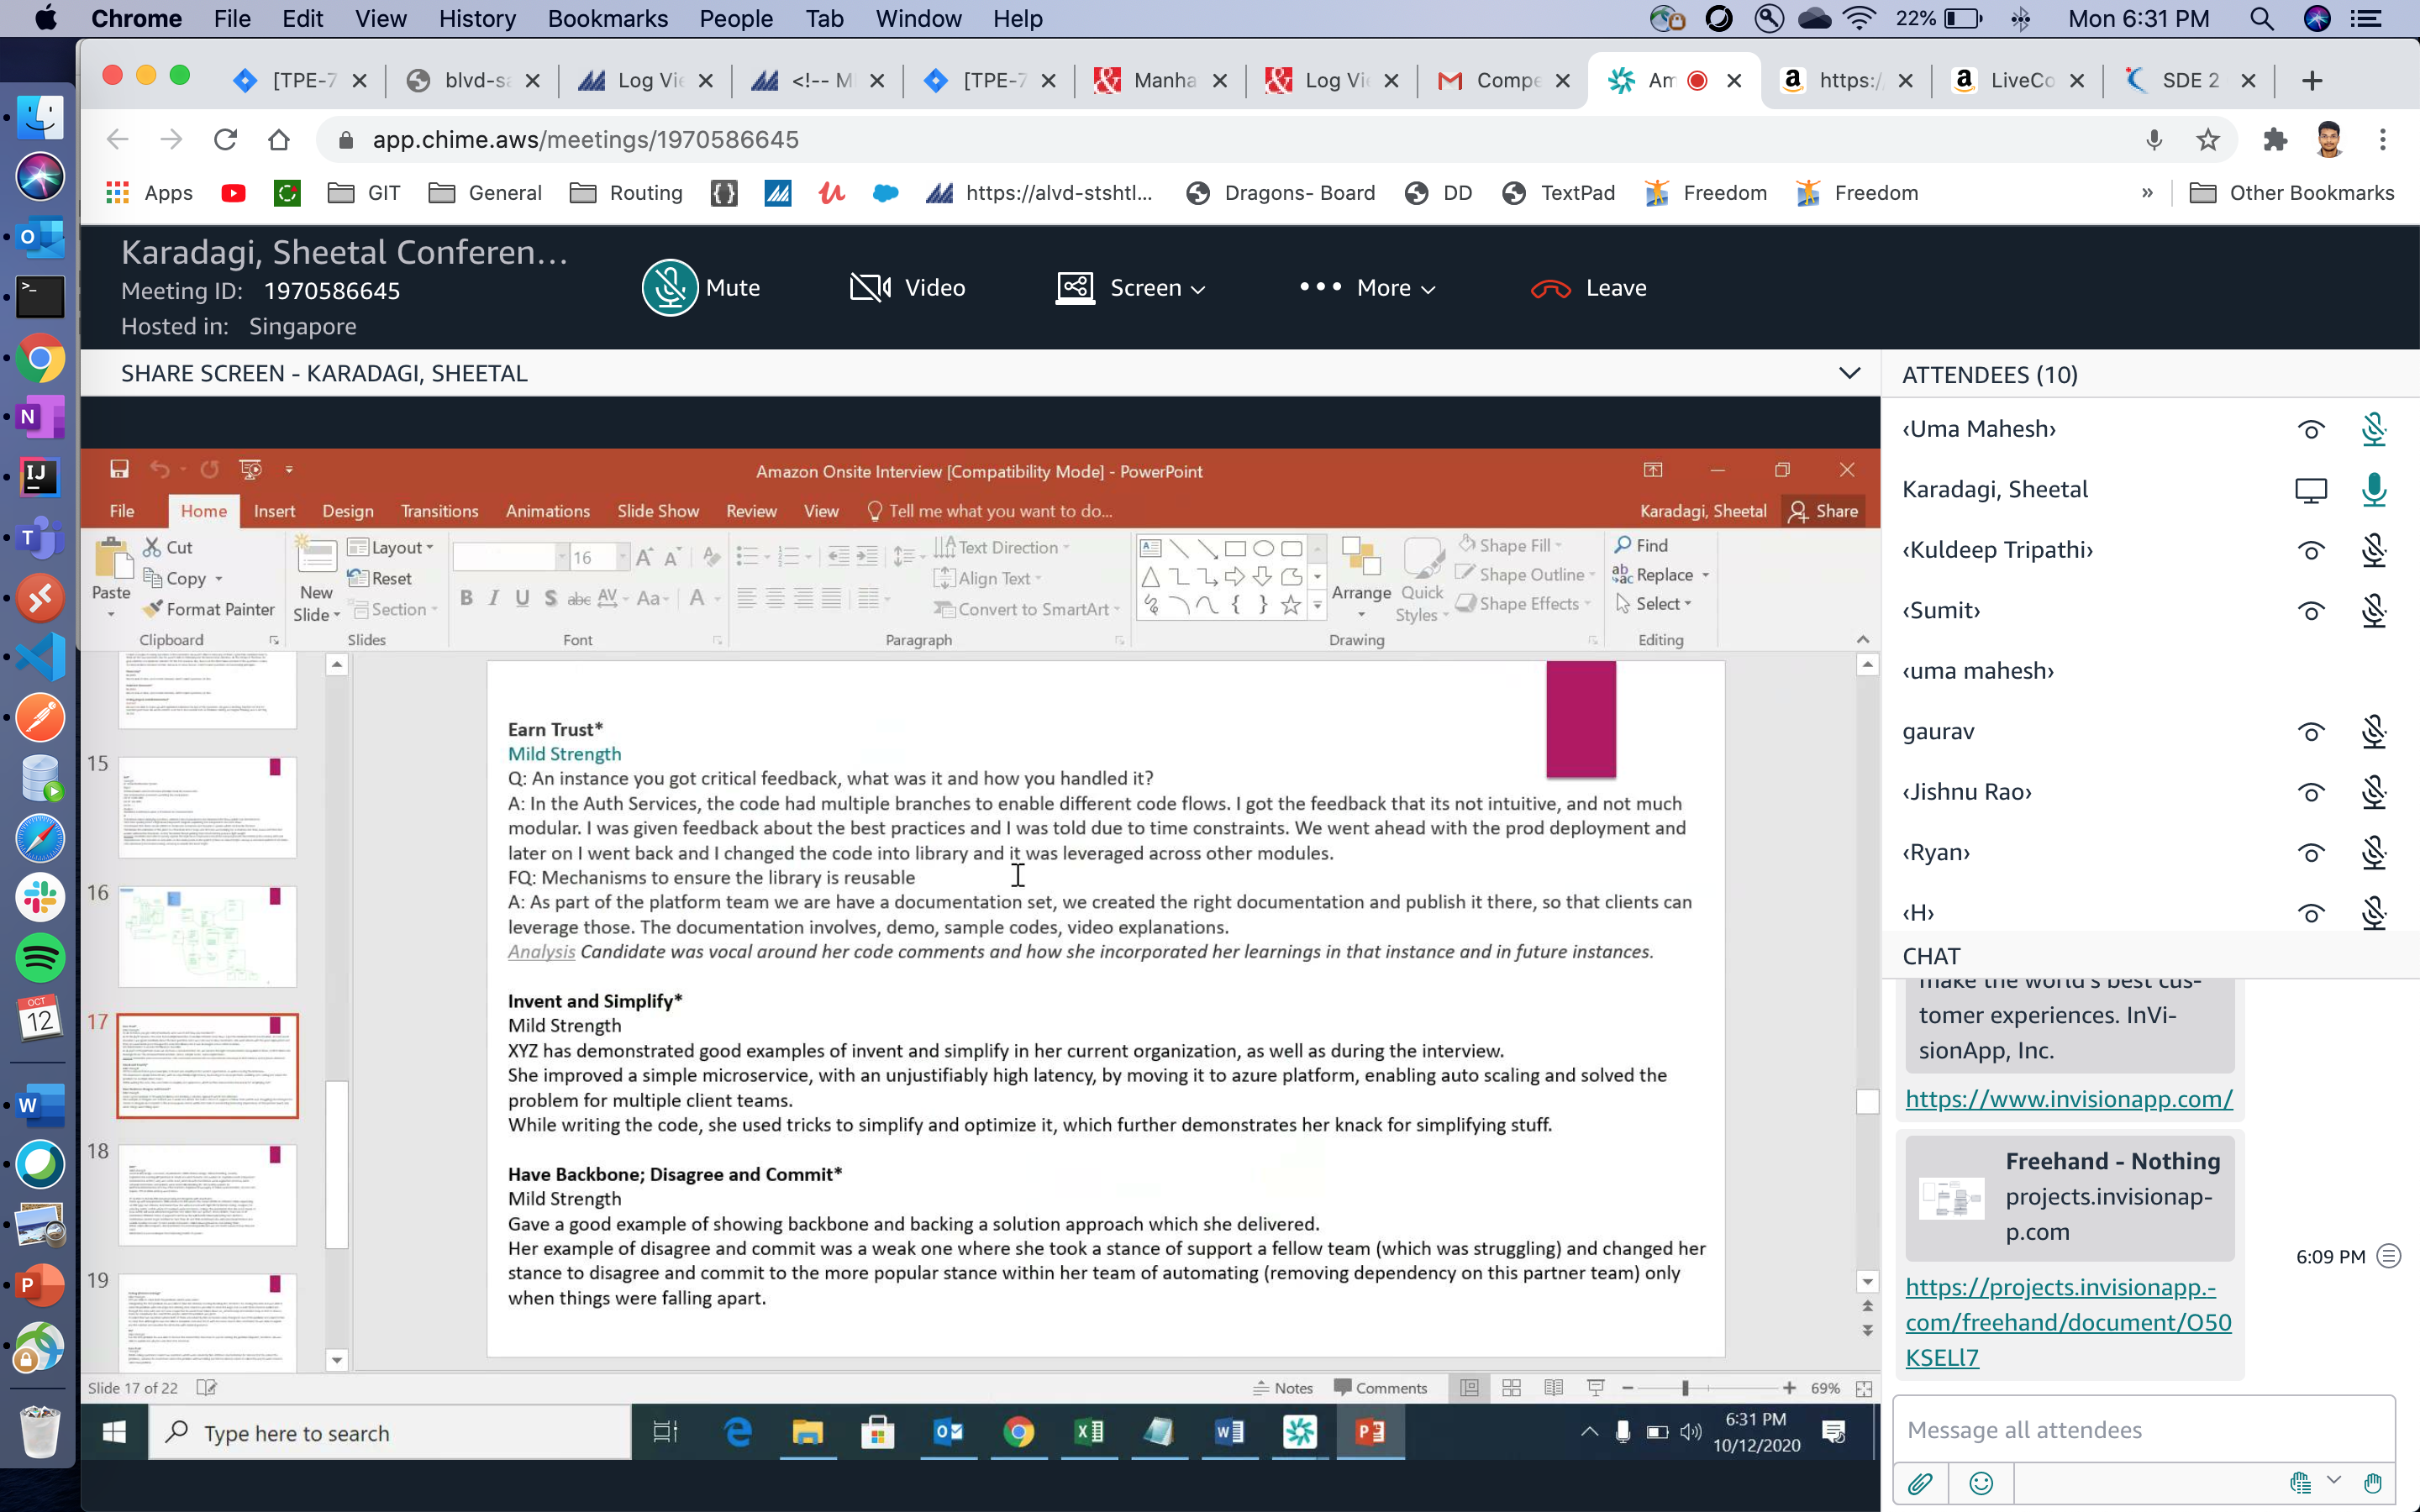 Chrome File Edit View History Bookmarks People Tab Window Help 22% Mon 6:31 PM
[TPE-7 blvd-sa Log Vie <!-- M [TPE-7 Manha Log Vie Compe Am https:/ LiveCo SDE 2
app.chime.aws/meetings/1970586645
Apps GIT General Routing https://alvd-stshtl... Dragons- Board DD TextPad Freedom Freedom » Other Bookmarks
Karadagi, Sheetal Conferen...
Meeting ID: 1970586645
Hosted in: Singapore
Mute Video Screen More Leave
SHARE SCREEN - KARADAGI, SHEETAL
Amazon Onsite Interview [Compatibility Mode] - PowerPoint
File Home Insert Design Transitions Animations Slide Show Review View Tell me what you want to do... Karadagi, Sheetal Share
Paste Cut Copy Format Painter Clipboard
New Slide Layout Reset Section Slides
16 B I U S abc AV Aa A Font
Text Direction Align Text Convert to SmartArt Paragraph
Arrange Quick Styles Shape Fill Shape Outline Shape Effects Drawing
Find Replace Select Editing
15
16
17
18
19
Earn Trust*
Mild Strength
Q: An instance you got critical feedback, what was it and how you handled it?
A: In the Auth Services, the code had multiple branches to enable different code flows. I got the feedback that its not intuitive, and not much
modular. I was given feedback about the best practices and I was told due to time constraints. We went ahead with the prod deployment and
later on I went back and I changed the code into library and it was leveraged across other modules.
FQ: Mechanisms to ensure the library is reusable
A: As part of the platform team we are have a documentation set, we created the right documentation and publish it there, so that clients can
leverage those. The documentation involves, demo, sample codes, video explanations.
Analysis Candidate was vocal around her code comments and how she incorporated her learnings in that instance and in future instances.
Invent and Simplify*
Mild Strength
XYZ has demonstrated good examples of invent and simplify in her current organization, as well as during the interview.
She improved a simple microservice, with an unjustifiably high latency, by moving it to azure platform, enabling auto scaling and solved the
problem for multiple client teams.
While writing the code, she used tricks to simplify and optimize it, which further demonstrates her knack for simplifying stuff.
Have Backbone; Disagree and Commit*
Mild Strength
Gave a good example of showing backbone and backing a solution approach which she delivered.
Her example of disagree and commit was a weak one where she took a stance of support a fellow team (which was struggling) and changed her
stance to disagree and commit to the more popular stance within her team of automating (removing dependency on this partner team) only
when things were falling apart.
Slide 17 of 22 Notes Comments 69%
Type here to search 6:31 PM
10/12/2020
ATTENDEES (10)
‹Uma Mahesh›
Karadagi, Sheetal
‹Kuldeep Tripathi›
‹Sumit›
‹uma mahesh›
gaurav
‹Jishnu Rao›
‹Ryan›
‹H›
CHAT
make the world's best cus-
tomer experiences. InVi-
sionApp, Inc.
https://www.invisionapp.com/
Freehand - Nothing
projects.invisionap-
p.com
6:09 PM
https://projects.invisionapp.-
com/freehand/document/O50
KSELl7
Message all attendees
OCT
12